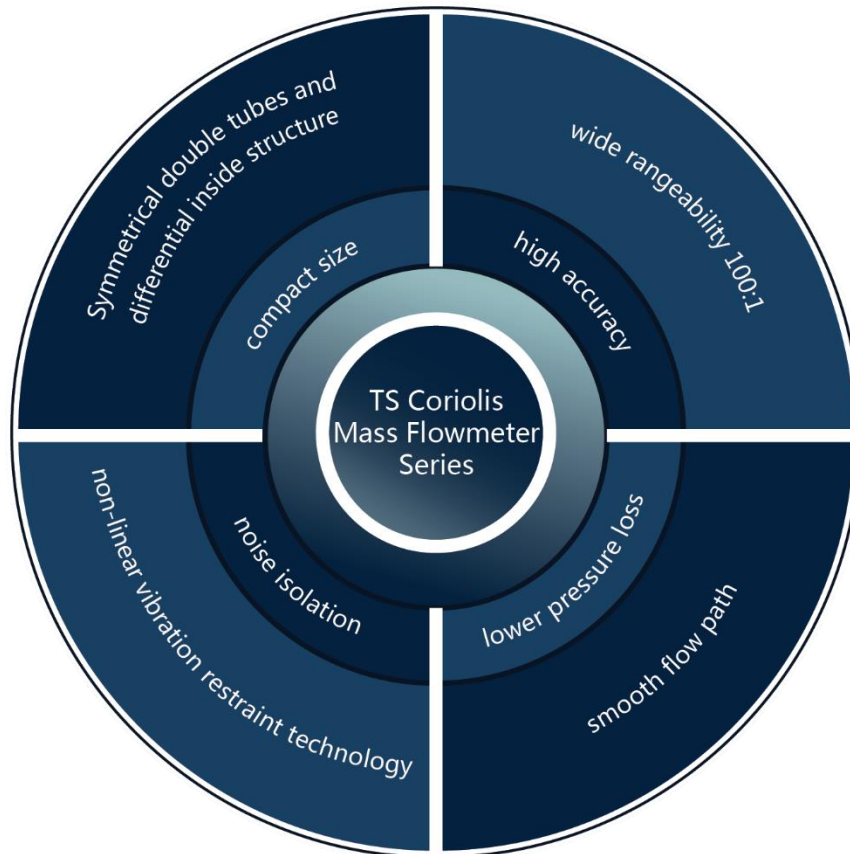 Symmetrical double tubes and
differential inside structure
compact size
wide rangeability 100:1
high accuracy
TS Coriolis
Mass Flowmeter
Series
non-linear vibration restraint technology
noise isolation
lower pressure loss
smooth flow path